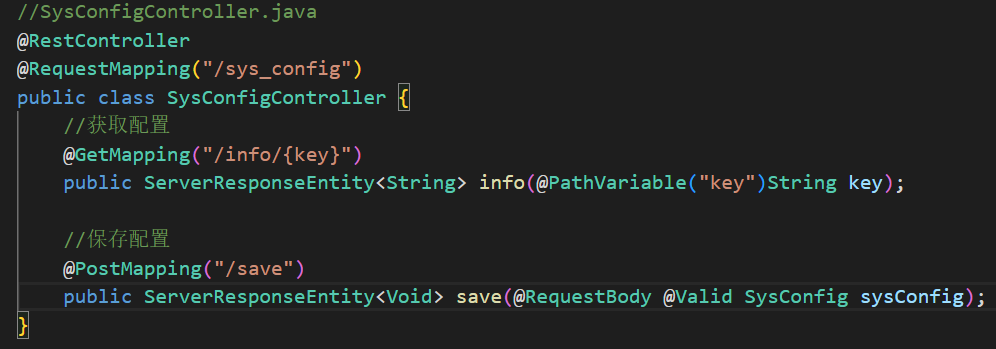 //SysConfigController.java
@RestController
@RequestMapping("/sys_config")
public class SysConfigController {
    //获取配置
    @GetMapping("/info/{key}")
    public ServerResponseEntity<String> info(@PathVariable("key")String key);

    //保存配置
    @PostMapping("/save")
    public ServerResponseEntity<Void> save(@RequestBody @Valid SysConfig sysConfig);
}